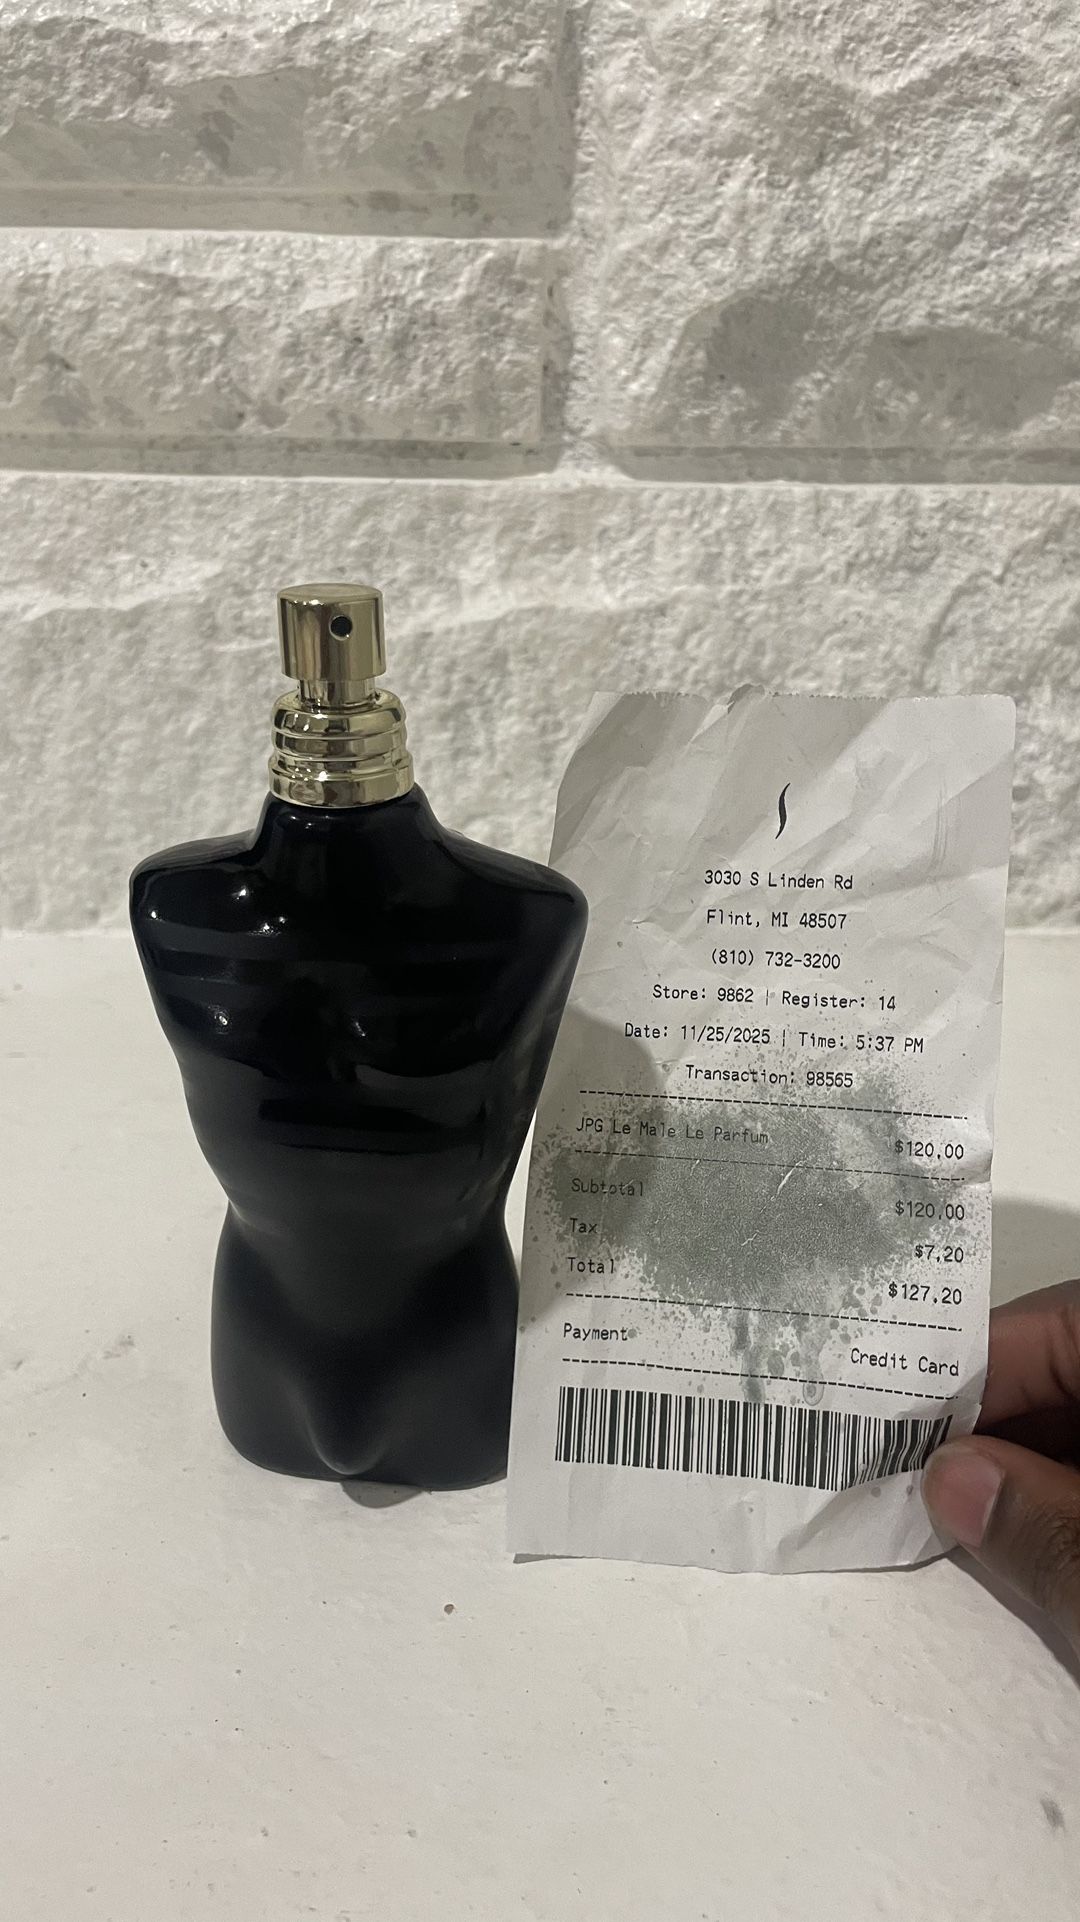 3030 S Linden Rd
Flint, MI 48507
(810) 732-3200
Store: 9862 | Register: 14
Date: 11/25/2025 | Time: 5:37 PM
Transaction: 98565
JPG Le Male Le Parfum $120.00
Subtotal $120.00
Tax $7.20
Total $127.20
Payment Credit Card